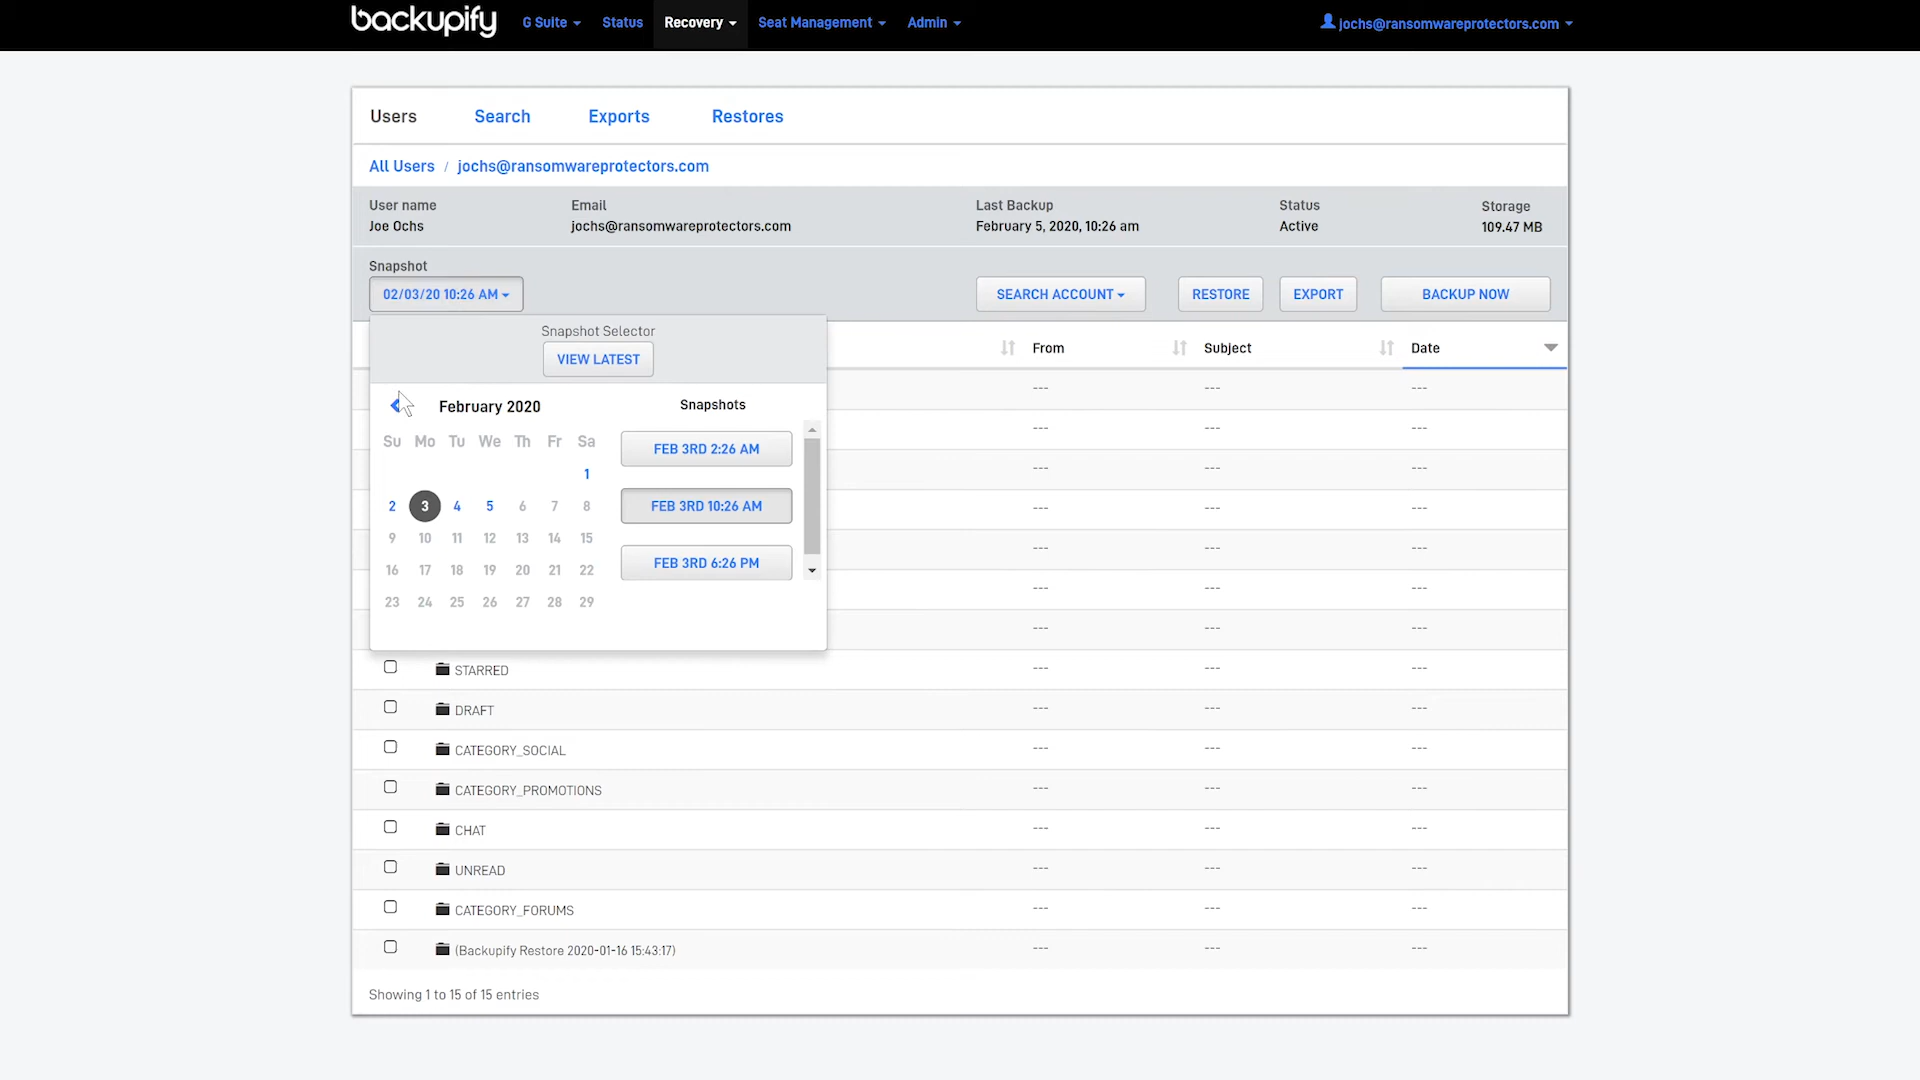 backupify G Suite Status Recovery Seat Management Admin jochs@ransomwareprotectors.com
Users Search Exports Restores
All Users / jochs@ransomwareprotectors.com
User name Email Last Backup Status Storage
Joe Ochs jochs@ransomwareprotectors.com February 5, 2020, 10:26 am Active 109.47 MB
Snapshot
02/03/20 10:26 AM SEARCH ACCOUNT RESTORE EXPORT BACKUP NOW
Snapshot Selector
VIEW LATEST
From Subject Date
February 2020 Snapshots
Su Mo Tu We Th Fr Sa
1
2 3 4 5 6 7 8
9 10 11 12 13 14 15
16 17 18 19 20 21 22
23 24 25 26 27 28 29
FEB 3RD 2:26 AM
FEB 3RD 10:26 AM
FEB 3RD 6:26 PM
--- --- ---
--- --- ---
--- --- ---
--- --- ---
--- --- ---
--- --- ---
--- --- ---
STARRED --- --- ---
DRAFT --- --- ---
CATEGORY_SOCIAL --- --- ---
CATEGORY_PROMOTIONS --- --- ---
CHAT --- --- ---
UNREAD --- --- ---
CATEGORY_FORUMS --- --- ---
(Backupify Restore 2020-01-16 15:43:17) --- --- ---
Showing 1 to 15 of 15 entries